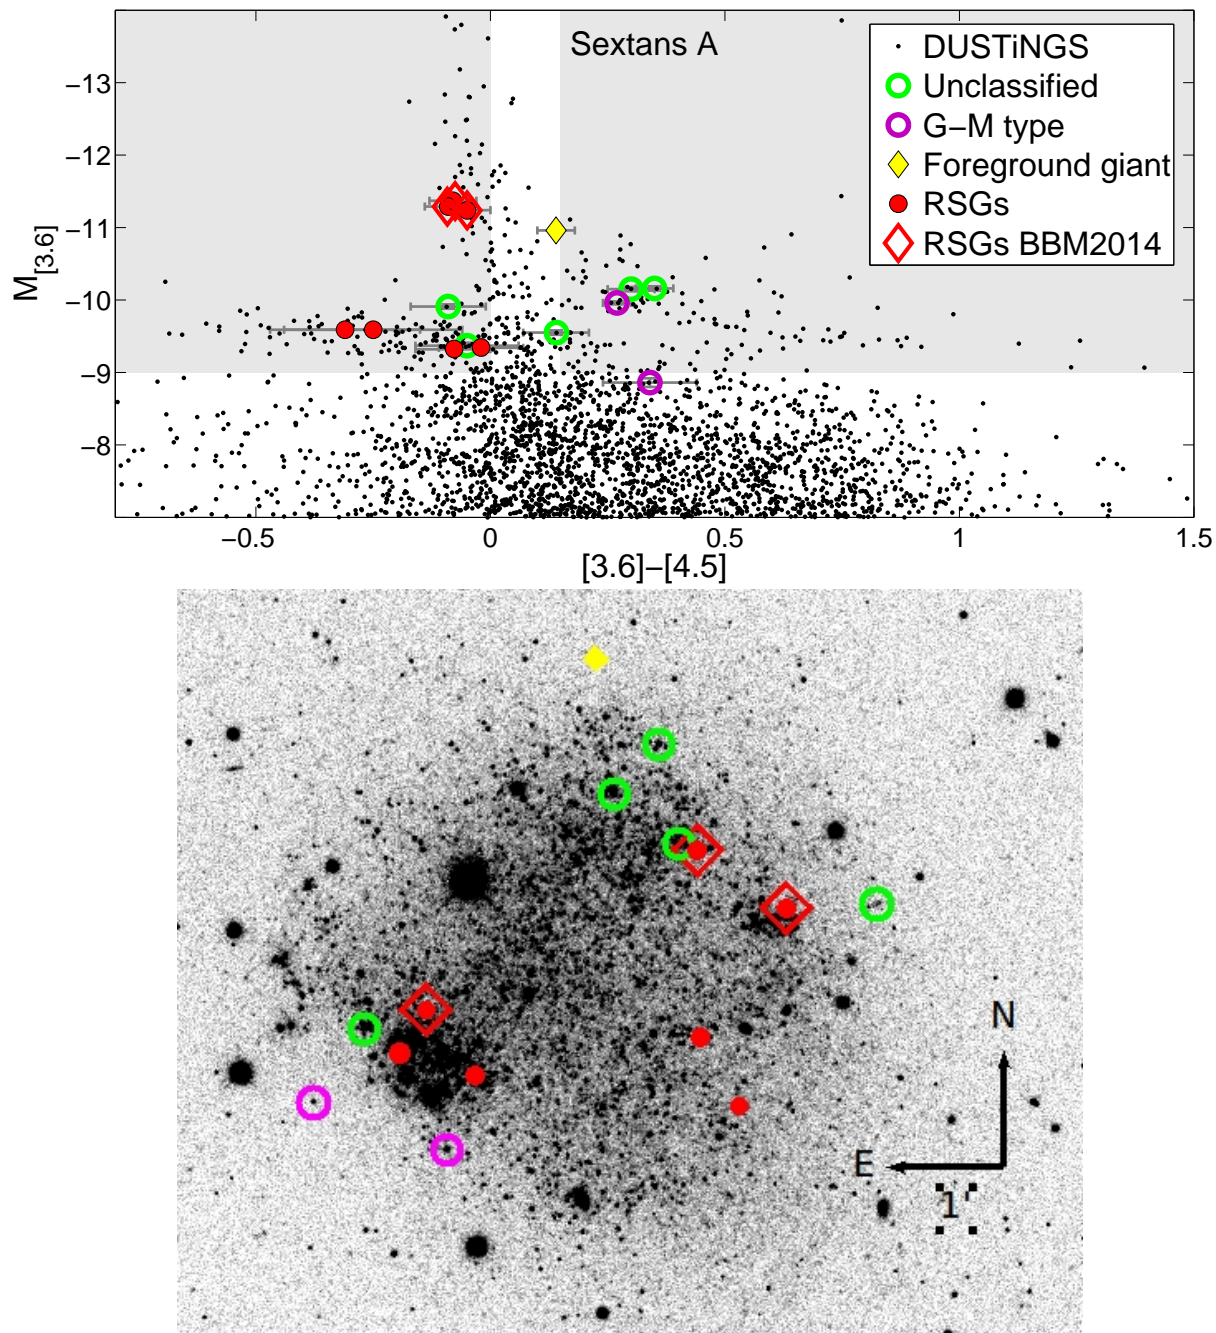 Sextans A
DUSTiNGS
Unclassified
G−M type
Foreground giant
RSGs
RSGs BBM2014
−13
−12
−11
−10
−9
−8
M[3.6]
−0.5 0 0.5 1 1.5
[3.6]−[4.5]
N
E
1'